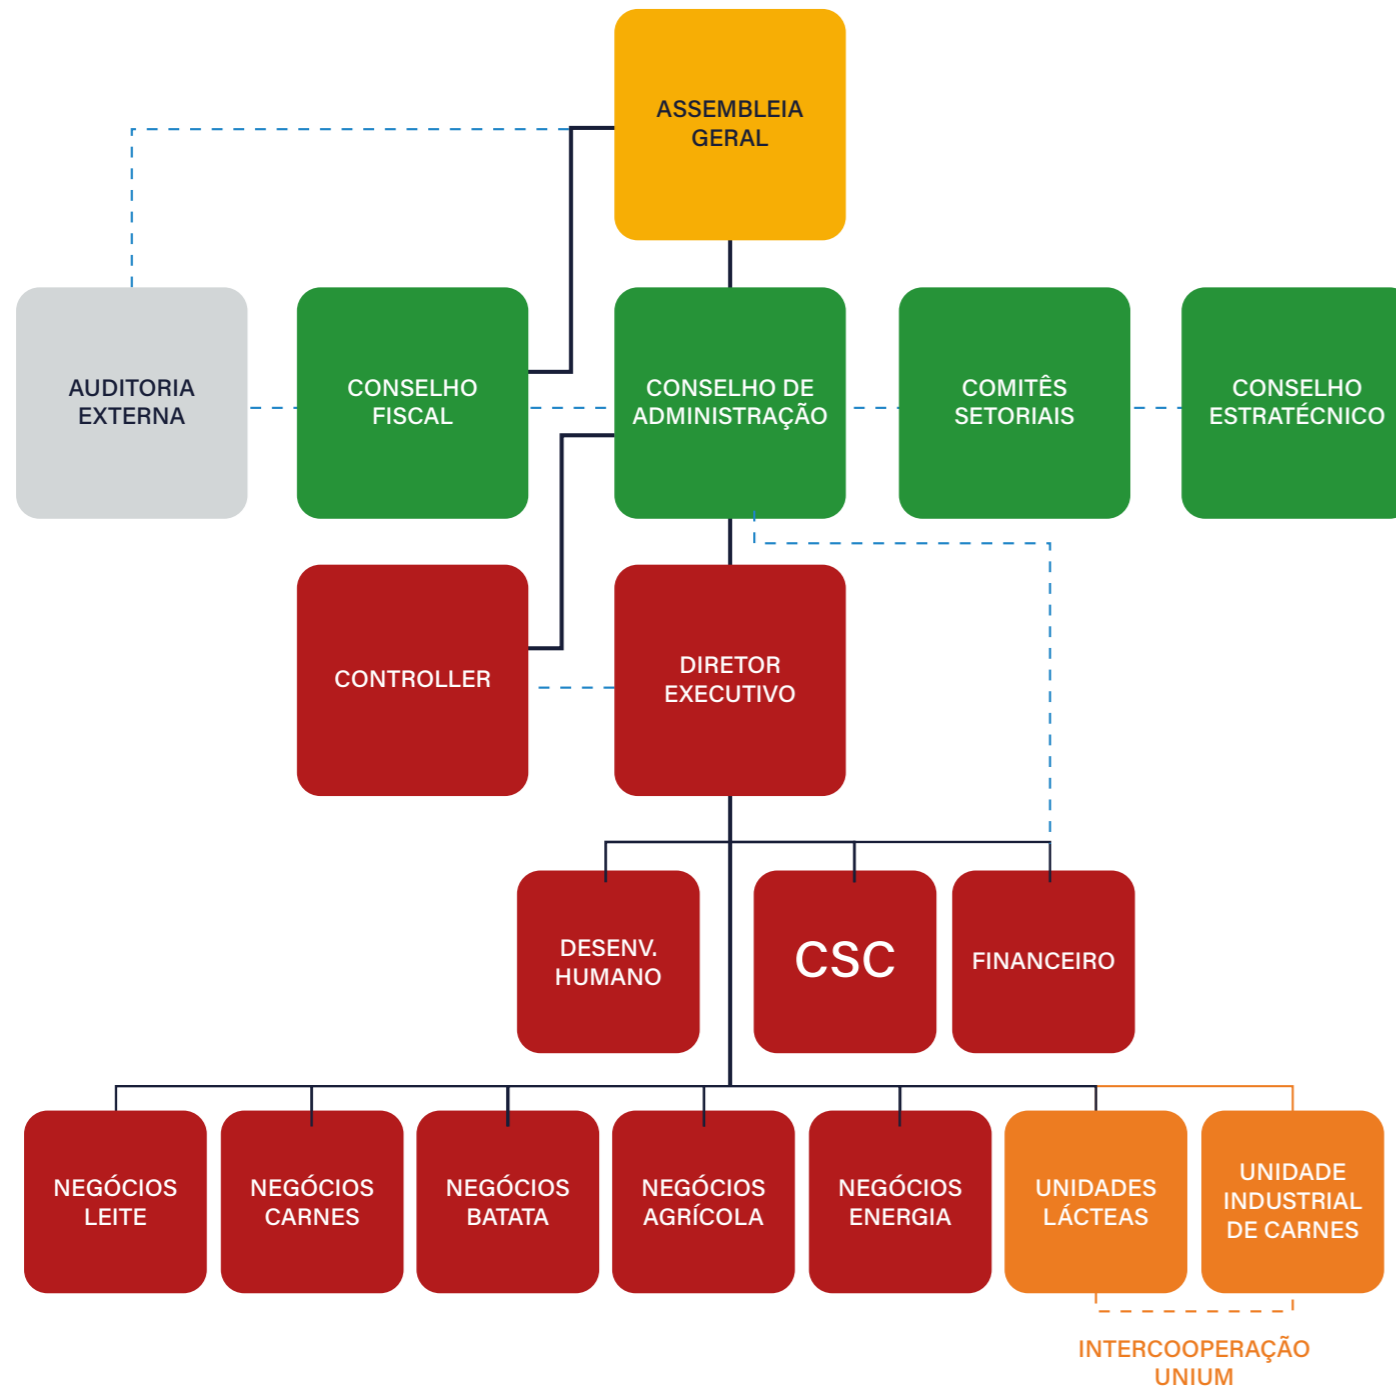 ASSEMBLEIA
GERAL
AUDITORIA
EXTERNA
CONSELHO
FISCAL
CONSELHO DE
ADMINISTRAÇÃO
COMITÊS
SETORIAIS
CONSELHO
ESTRATÉCNICO
CONTROLLER
DIRETOR
EXECUTIVO
DESENV.
HUMANO
CSC
FINANCEIRO
NEGÓCIOS
LEITE
NEGÓCIOS
CARNES
NEGÓCIOS
BATATA
NEGÓCIOS
AGRÍCOLA
NEGÓCIOS
ENERGIA
UNIDADES
LÁCTEAS
UNIDADE
INDUSTRIAL
DE CARNES
INTERCOOPERAÇÃO
UNIUM